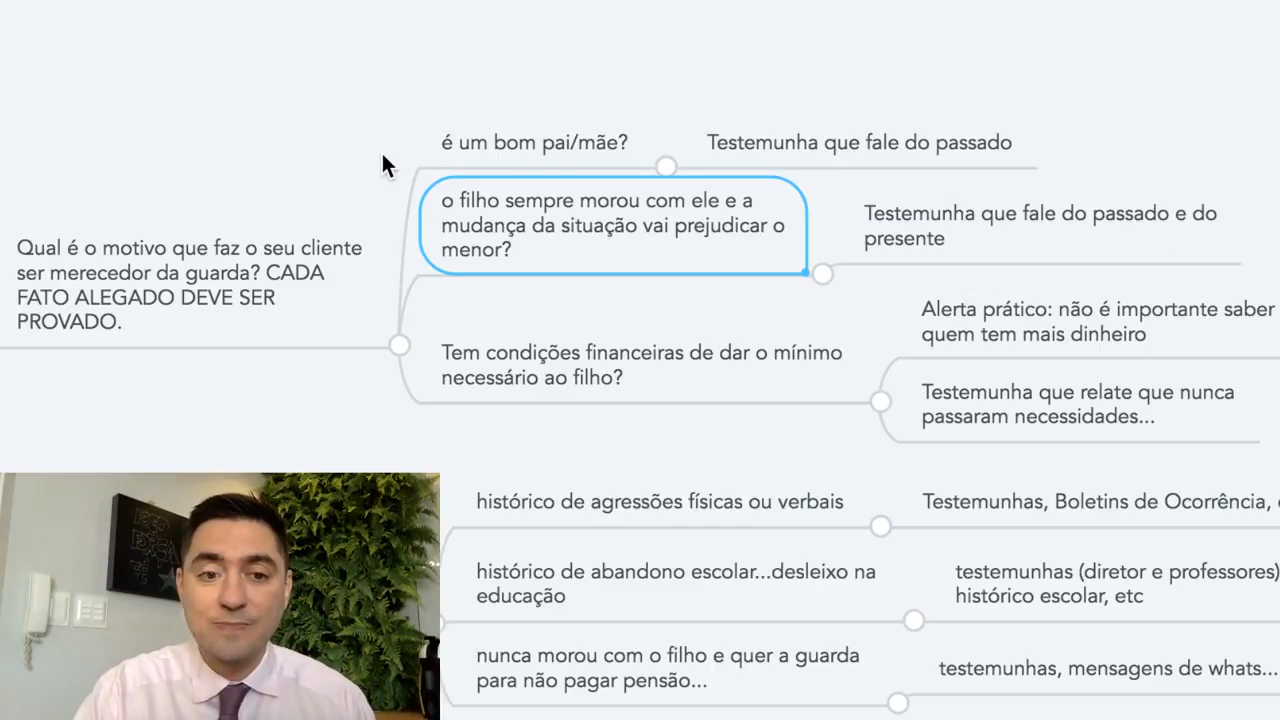 é um bom pai/mãe?
Testemunha que fale do passado
o filho sempre morou com ele e a
mudança da situação vai prejudicar o
menor?
Testemunha que fale do passado e do
presente
Qual é o motivo que faz o seu cliente
ser merecedor da guarda? CADA
FATO ALEGADO DEVE SER
PROVADO.
Alerta prático: não é importante saber
quem tem mais dinheiro
Tem condições financeiras de dar o mínimo
necessário ao filho?
Testemunha que relate que nunca
passaram necessidades...
histórico de agressões físicas ou verbais
Testemunhas, Boletins de Ocorrência,
histórico de abandono escolar...desleixo na
educação
testemunhas (diretor e professores)
histórico escolar, etc
nunca morou com o filho e quer a guarda
para não pagar pensão...
testemunhas, mensagens de whats...